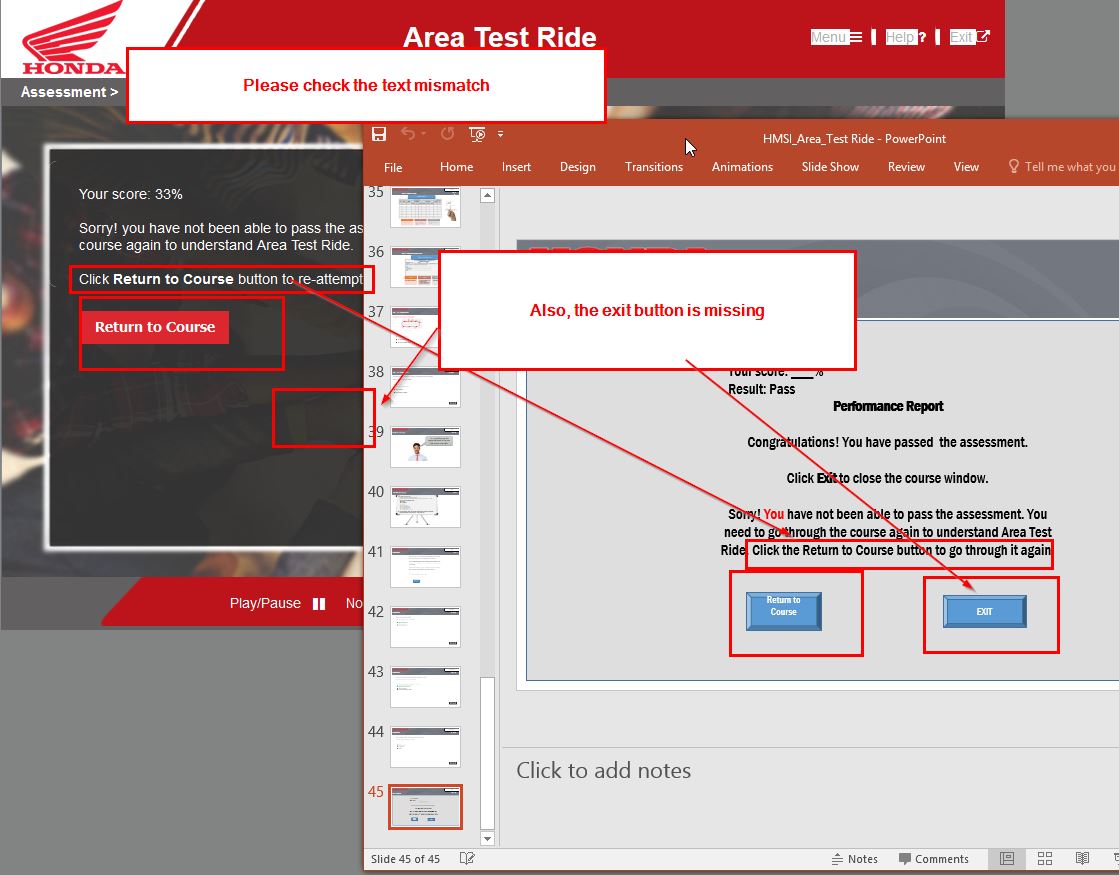 HONDA
Area Test Ride
Menu
Help ?
Exit
Assessment >
Please check the text mismatch
Your score: 33%
Sorry! you have not been able to pass the as
course again to understand Area Test Ride.
Click Return to Course button to re-attempt
Return to Course
Play/Pause
No
HMSI_Area_Test Ride - PowerPoint
File Home Insert Design Transitions Animations Slide Show Review View Tell me what you
35
36
37
38
39
40
41
42
43
44
45
Also, the exit button is missing
Your score: ____%
Result: Pass
Performance Report
Congratulations! You have passed the assessment.
Click Exit to close the course window.
Sorry! You have not been able to pass the assessment. You
need to go through the course again to understand Area Test
Ride. Click the Return to Course button to go through it again
Return to
Course
EXIT
Click to add notes
Slide 45 of 45
Notes
Comments